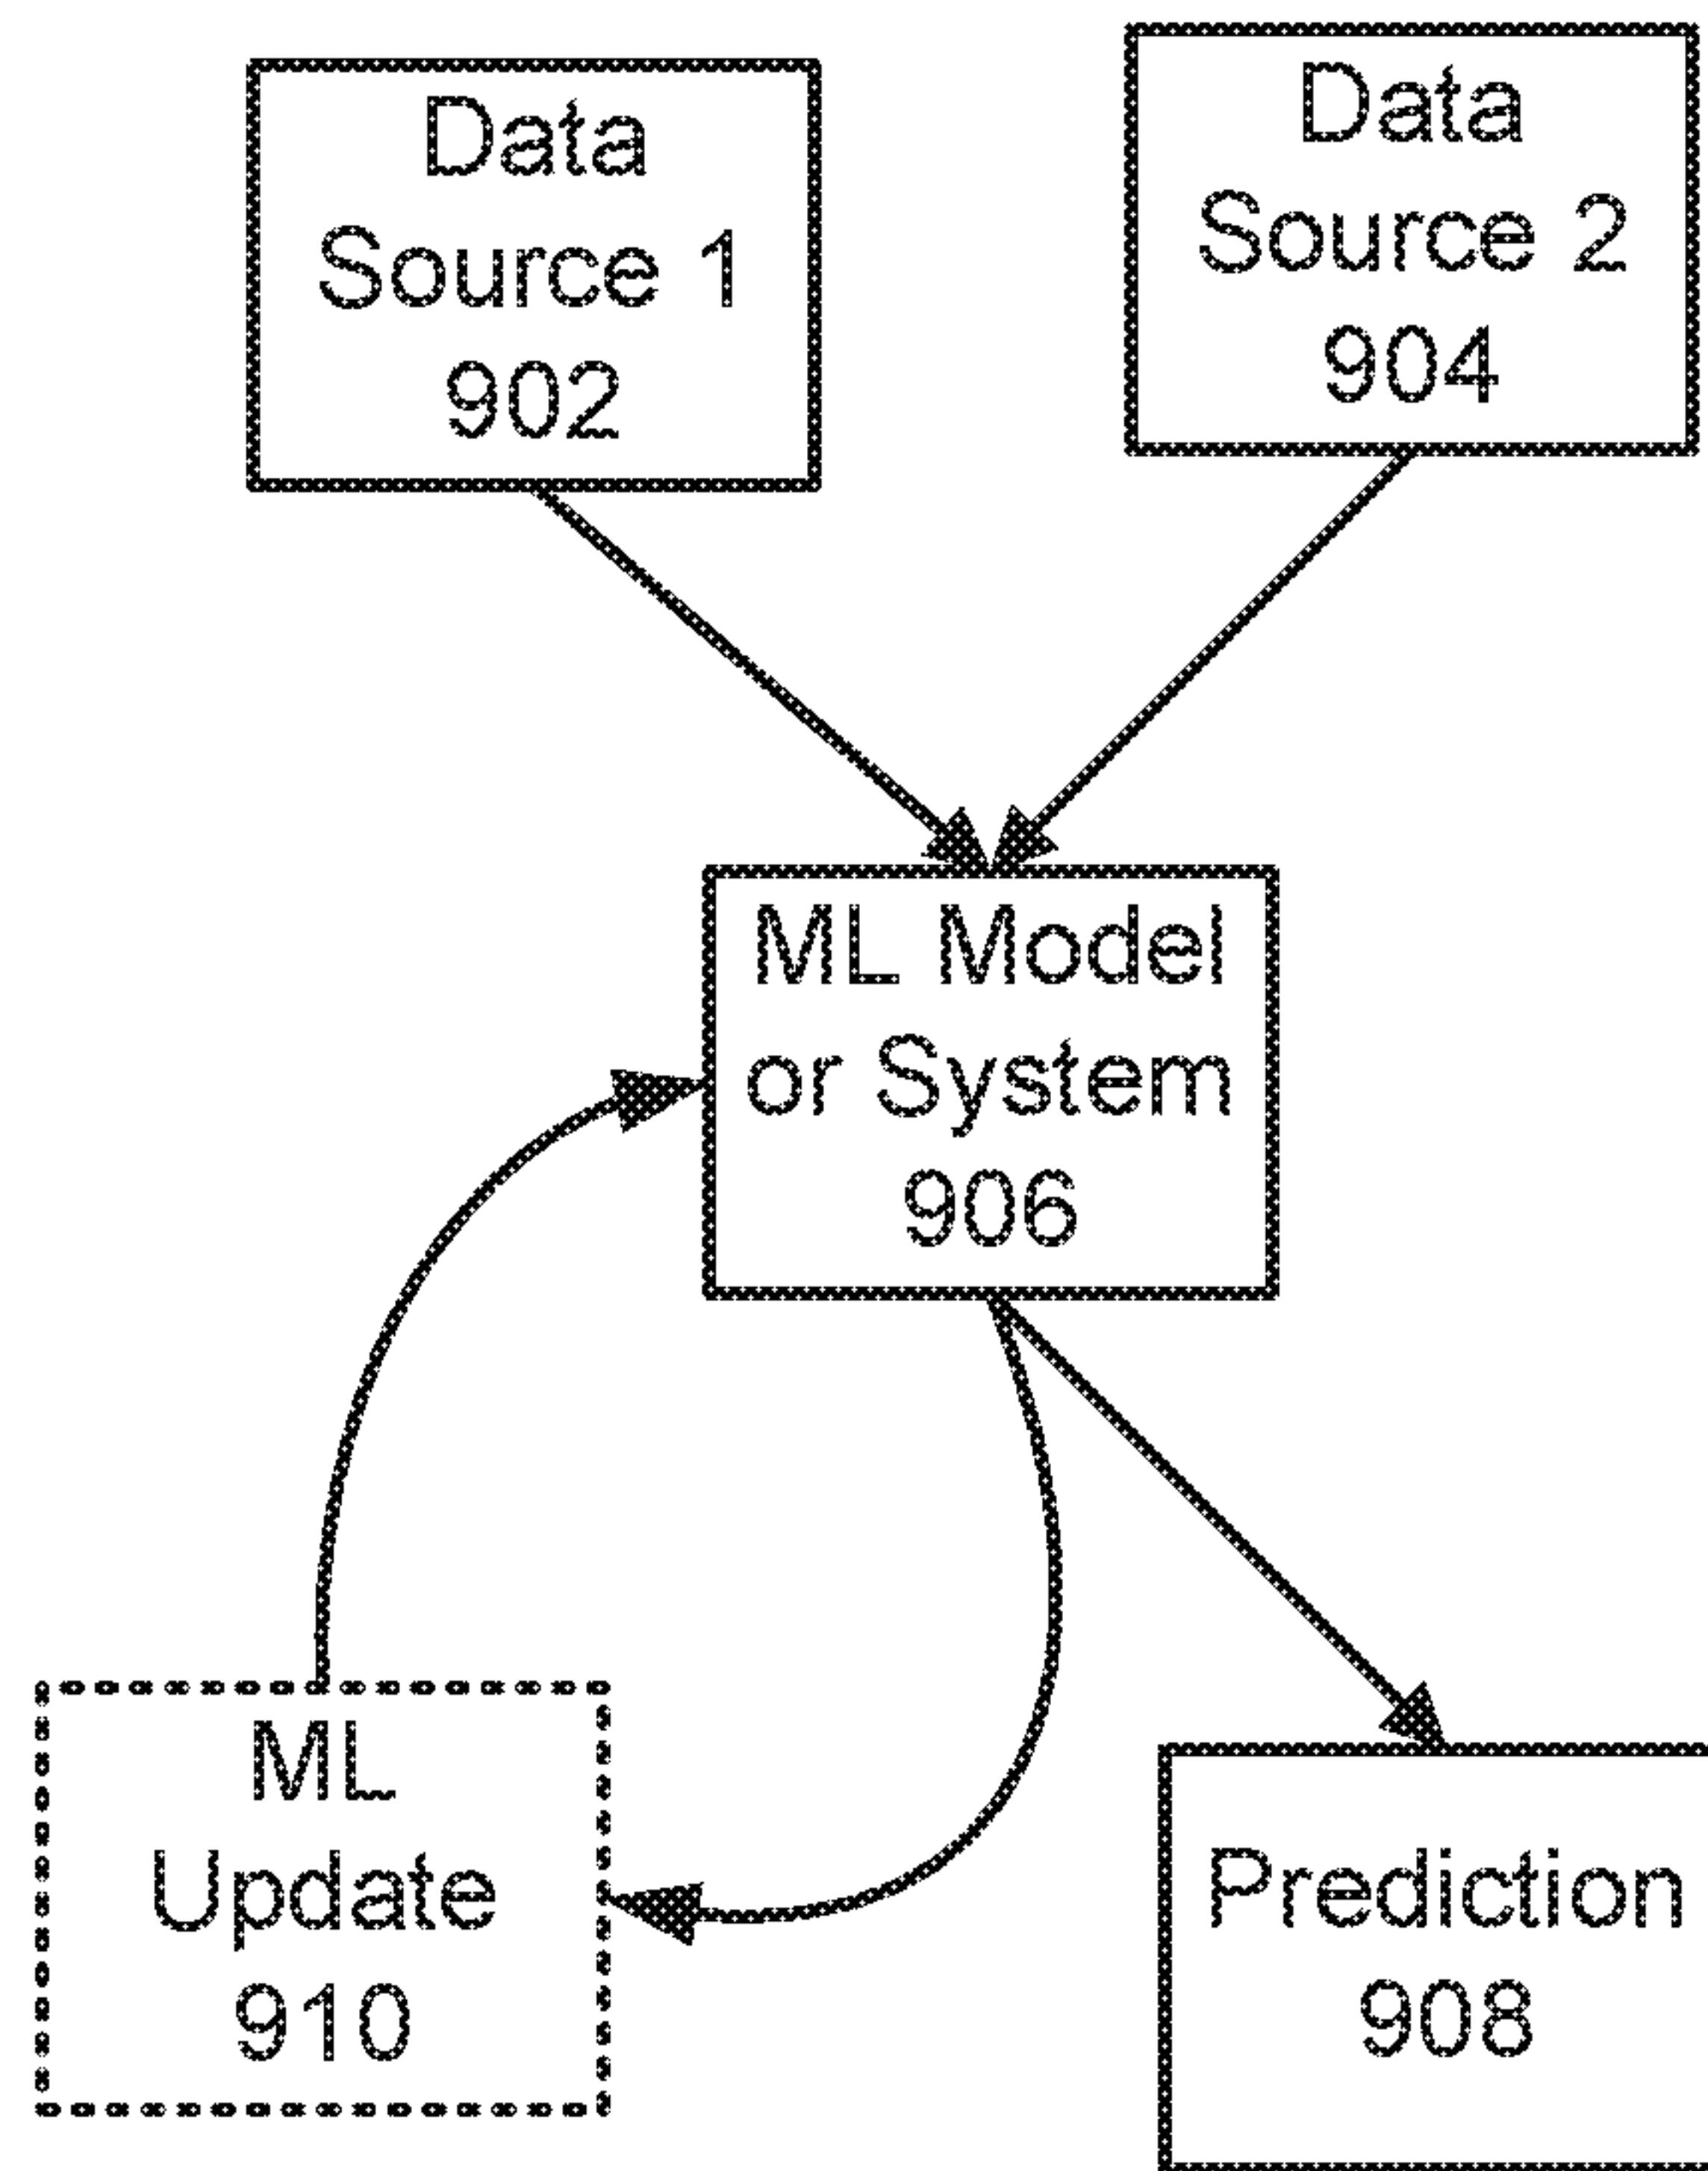 Data
Source 1
902
Data
Source 2
904
ML Model
or System
906
ML
Update
910
Prediction
908